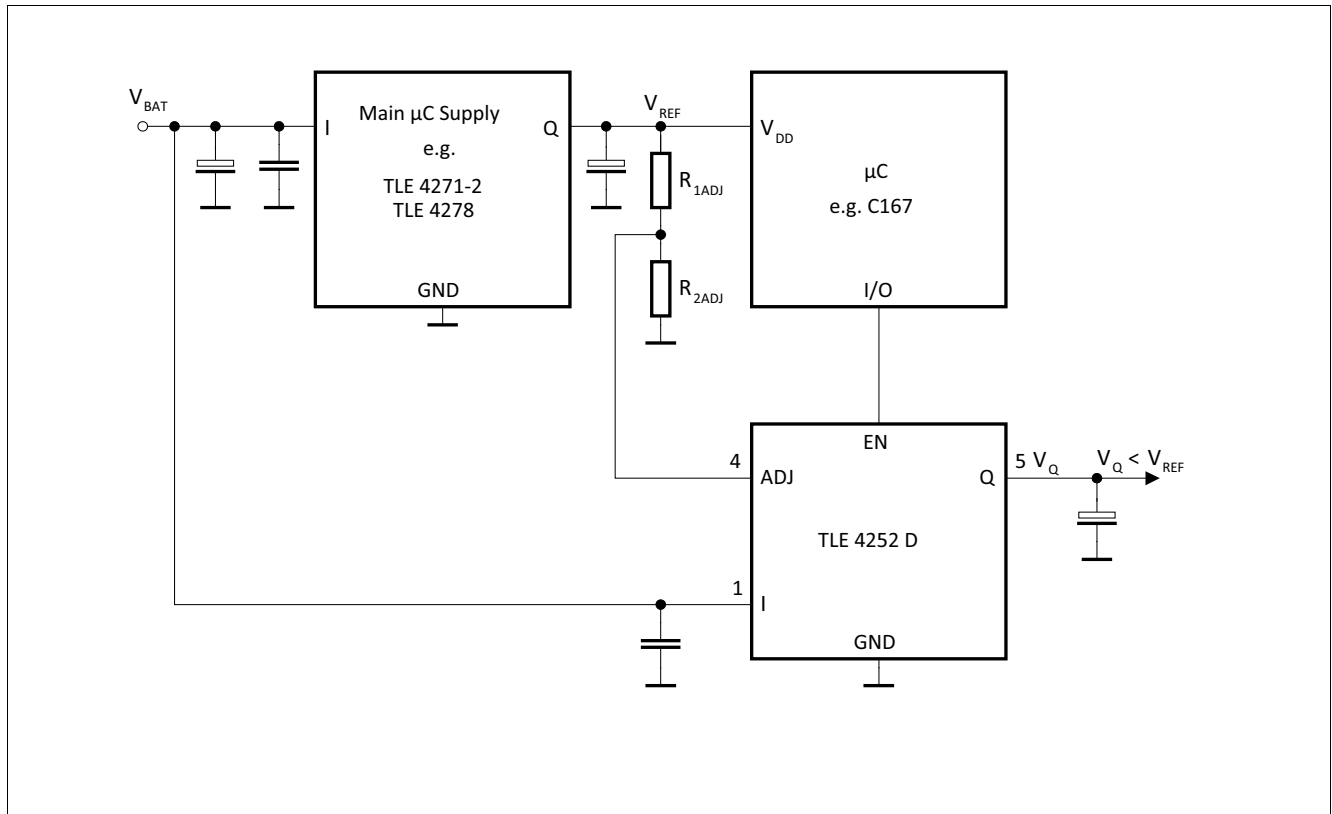 V_BAT
I
Main µC Supply
e.g.
TLE 4271-2
TLE 4278
Q
GND
V_REF
R_1ADJ
R_2ADJ
V_DD
µC
e.g. C167
I/O
EN
4
ADJ
Q
5 V_Q
V_Q < V_REF
TLE 4252 D
1
I
GND